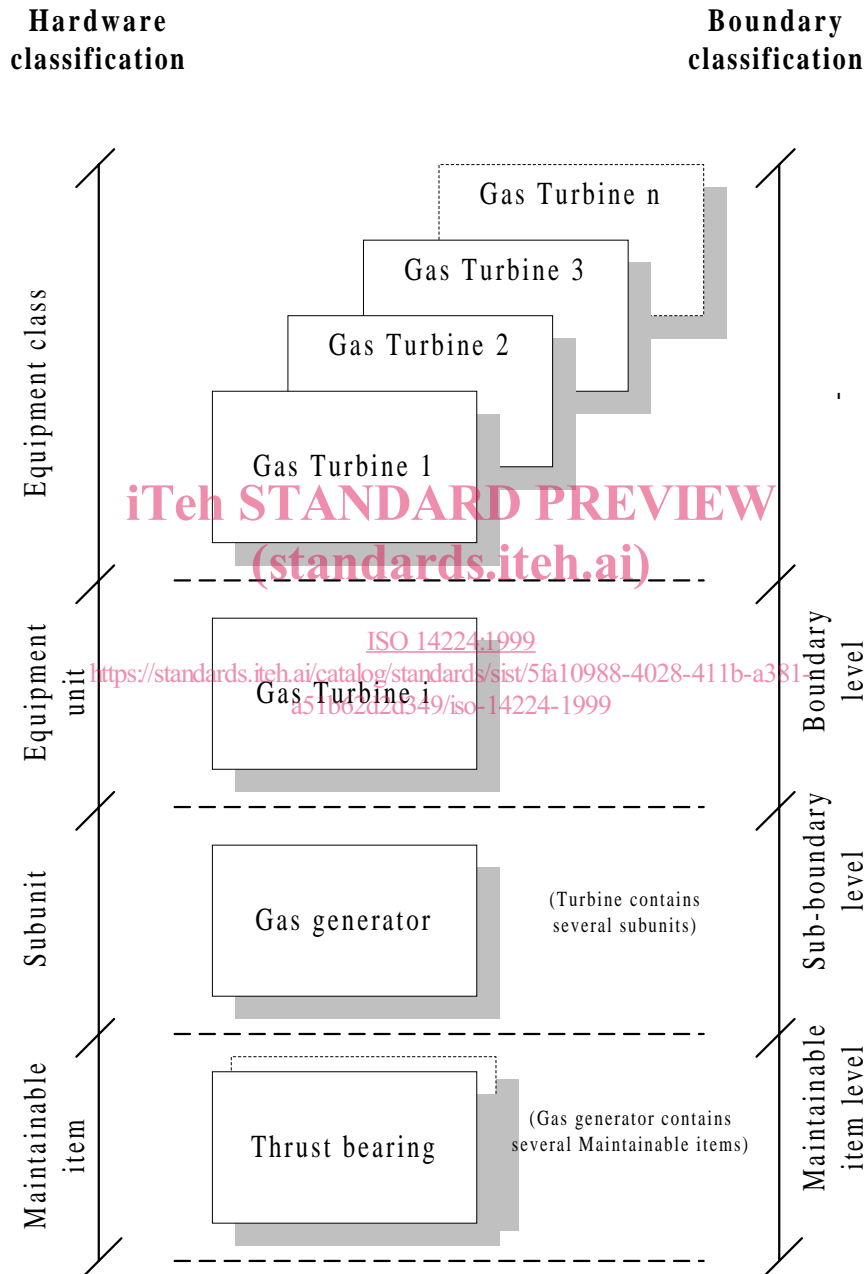 Hardware
classification
Boundary
classification
Gas Turbine n
Gas Turbine 3
Gas Turbine 2
Gas Turbine 1
Equipment class
-
iTeh STANDARD PREVIEW
(standards.iteh.ai)
Equipment
unit
Gas Turbine i
Boundary
level
ISO 14224:1999
https://standards.iteh.ai/catalog/standards/sist/5fa10988-4028-411b-a381-
a51b62d2d349/iso-14224-1999
Subunit
Gas generator
(Turbine contains
several subunits)
Sub-boundary
level
Maintainable
item
Thrust bearing
(Gas generator contains
several Maintainable items)
Maintainable
item level